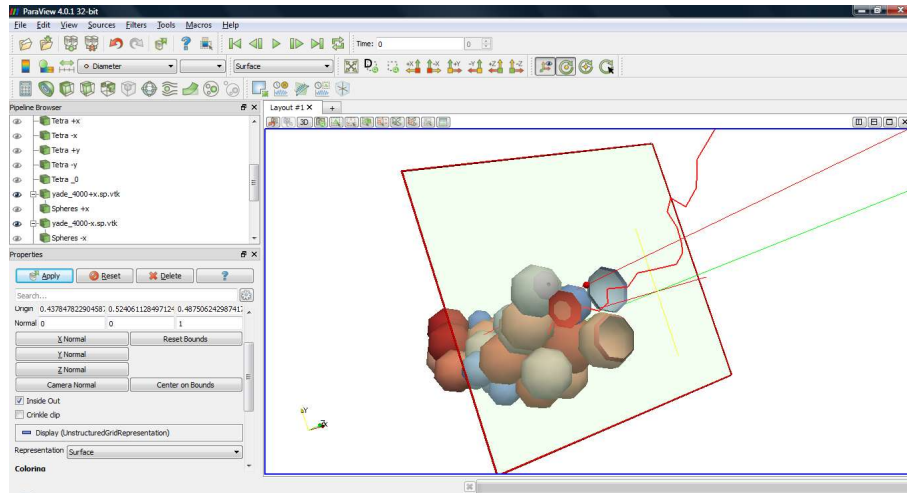 ParaView 4.0.1 32-bit
File Edit View Sources Filters Tools Macros Help
Time: 0 0
Diameter Surface
+X -X +Y -Y +Z -Z
3D
Pipeline Browser
Layout #1 X +
Tetra +x
Tetra -x
Tetra +y
Tetra -y
Tetra _0
yade_4000+x.sp.vtk
Spheres +x
yade_4000-x.sp.vtk
Spheres -x
Properties
Apply Reset Delete ?
Search...
Origin 0.43784782290458 0.524061128497124 0.48750624298741
Normal 0 0 1
X Normal Reset Bounds
Y Normal
Z Normal
Camera Normal Center on Bounds
Inside Out
Crinkle clip
Display (UnstructuredGridRepresentation)
Representation Surface
Coloring
Y